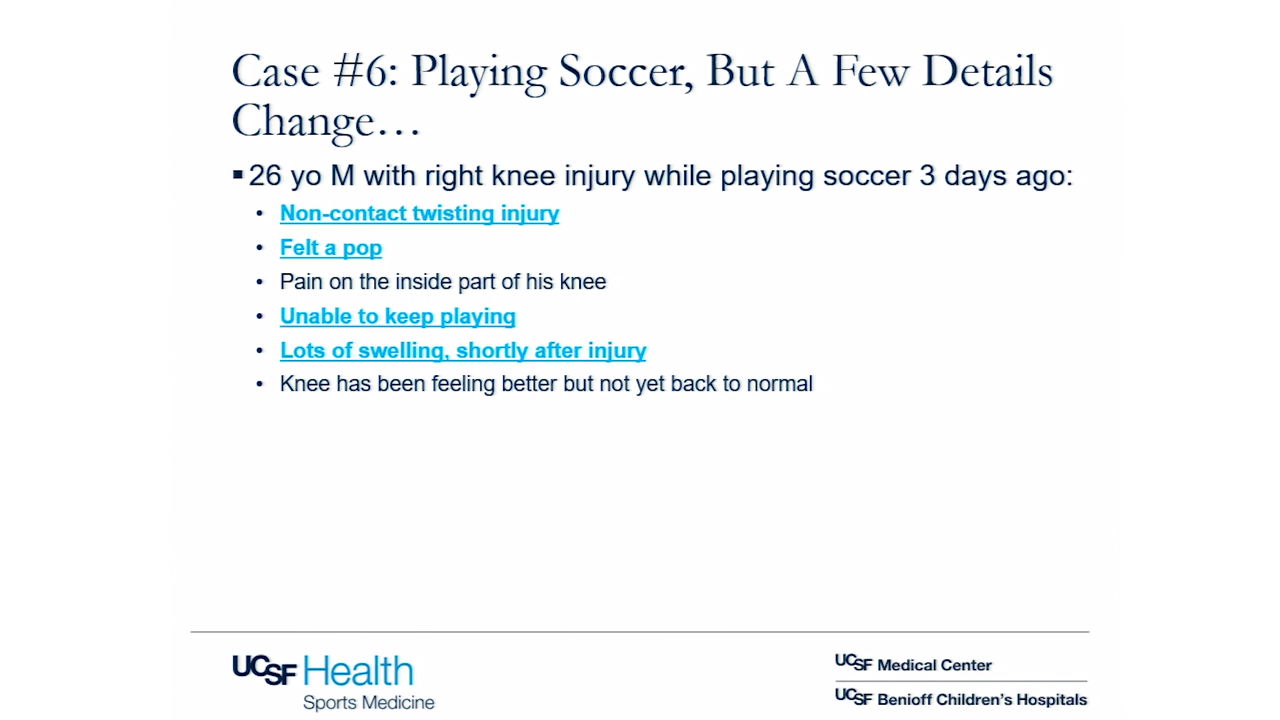 Case #6: Playing Soccer, But A Few Details
Change…
▪ 26 yo M with right knee injury while playing soccer 3 days ago:
• Non-contact twisting injury
• Felt a pop
• Pain on the inside part of his knee
• Unable to keep playing
• Lots of swelling, shortly after injury
• Knee has been feeling better but not yet back to normal
UCSF Health
Sports Medicine
UCSF Medical Center
UCSF Benioff Children's Hospitals